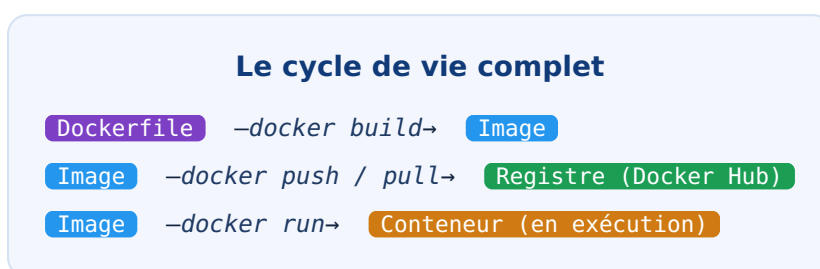 Le cycle de vie complet
Dockerfile —docker build→ Image
Image —docker push / pull→ Registre (Docker Hub)
Image —docker run→ Conteneur (en exécution)